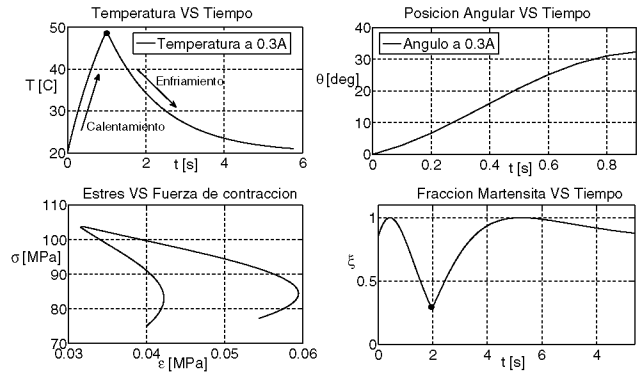 Temperatura VS Tiempo
50
40
30
20
T [C]
Temperatura a 0.3A
Enfriamiento
Calentamiento
0 2 4 6
t [s]
Posicion Angular VS Tiempo
40
30
20
10
0
θ [deg]
Angulo a 0.3A
0 0.2 0.4 0.6 0.8
t [s]
Estres VS Fuerza de contraccion
110
100
90
80
70
σ [MPa]
0.03 0.04 0.05 0.06
ε [MPa]
Fraccion Martensita VS Tiempo
1
0.5
0
ξ
0 2 4 6 4
t [s]